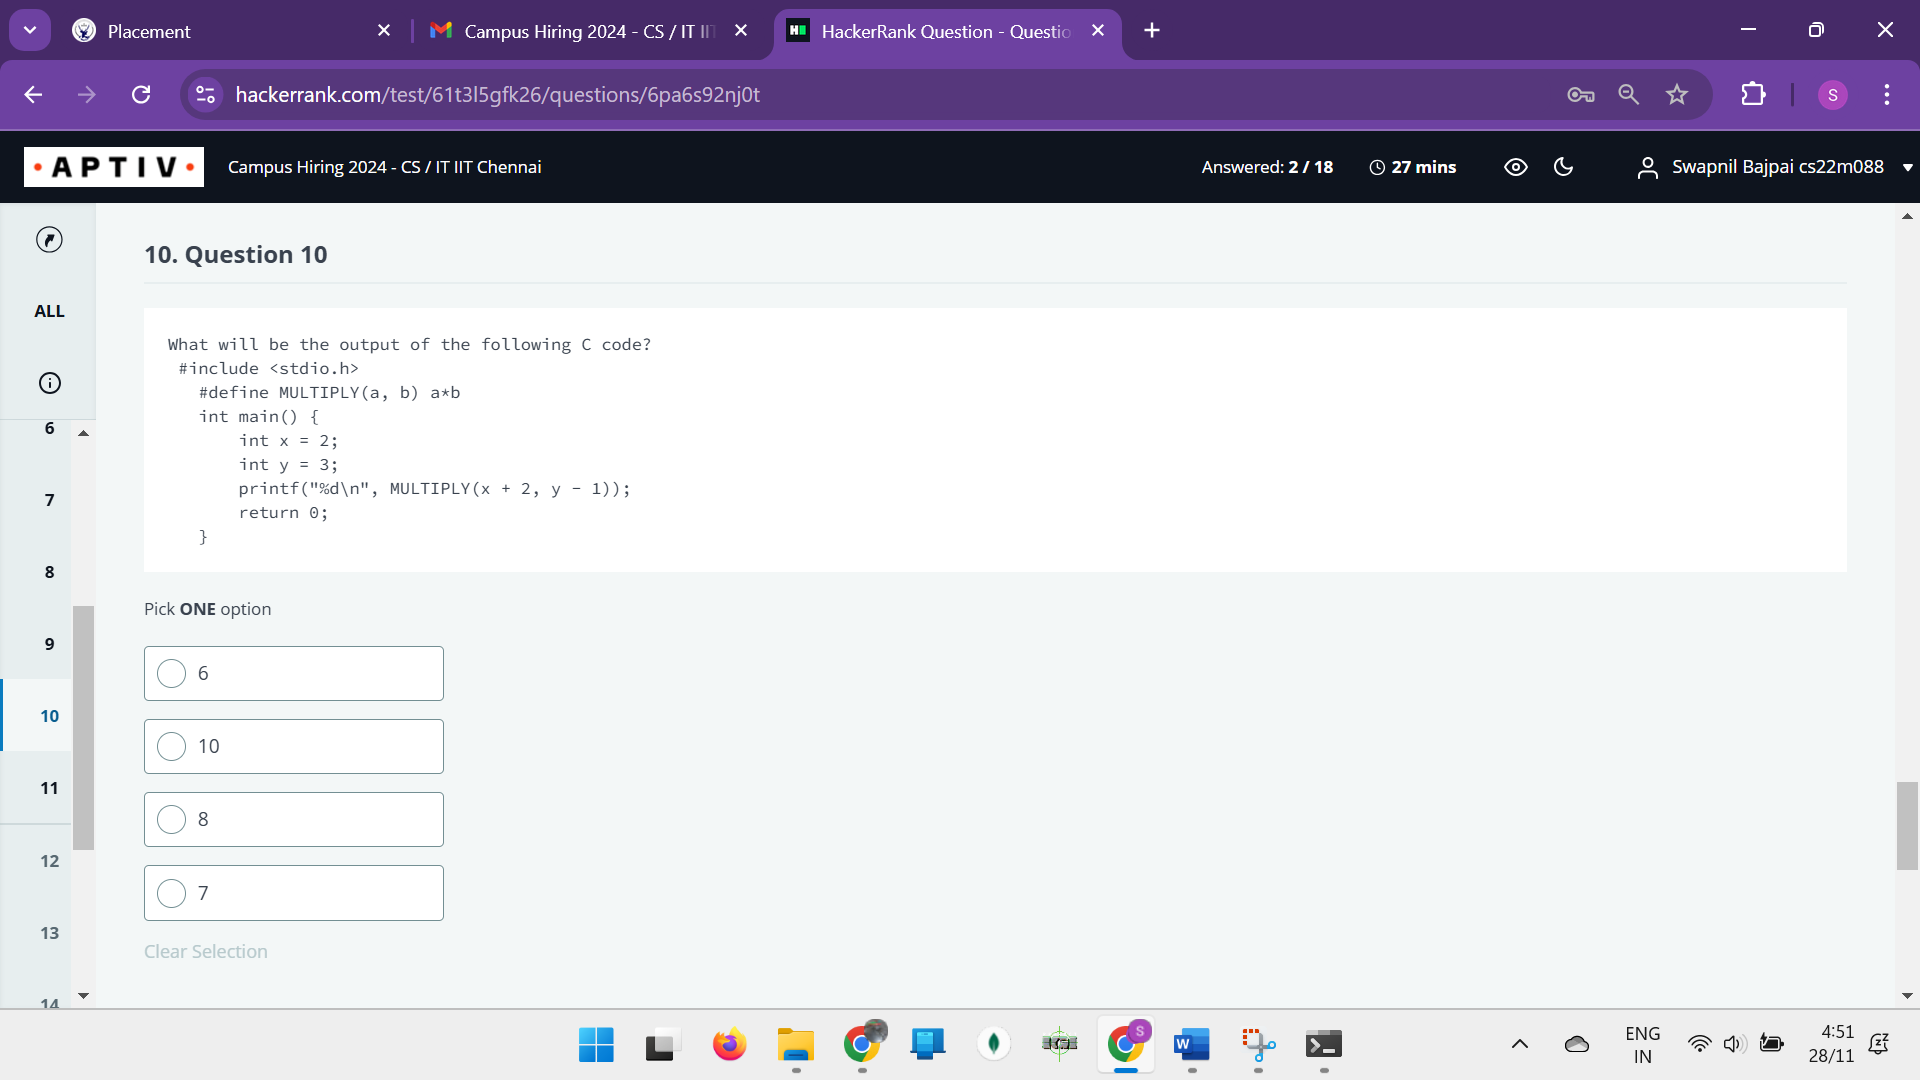 Placement
Campus Hiring 2024 - CS / IT II
HackerRank Question - Questio
hackerrank.com/test/61t3l5gfk26/questions/6pa6s92nj0t
S
APTIV
Campus Hiring 2024 - CS / IT IIT Chennai
Answered: 2 / 18
27 mins
Swapnil Bajpai cs22m088
ALL
6
7
8
9
10
11
12
13
14
10. Question 10
What will be the output of the following C code?
#include <stdio.h>
#define MULTIPLY(a, b) a*b
int main() {
int x = 2;
int y = 3;
printf("%d\n", MULTIPLY(x + 2, y - 1));
return 0;
}
Pick ONE option
6
10
8
7
Clear Selection
S
W
ENG
IN
4:51
28/11